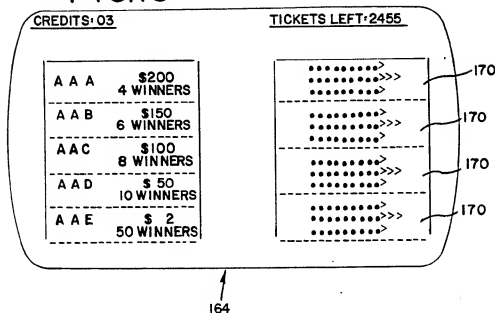 CREDITS: 03 TICKETS LEFT: 2455
A A A $200
4 WINNERS
A A B $150
6 WINNERS
A A C $100
8 WINNERS
A A D $ 50
10 WINNERS
A A E $ 2
50 WINNERS
>
>>>
>
170
>
>>>
>
170
>
>>>
>
170
>
>>>
>
170
164